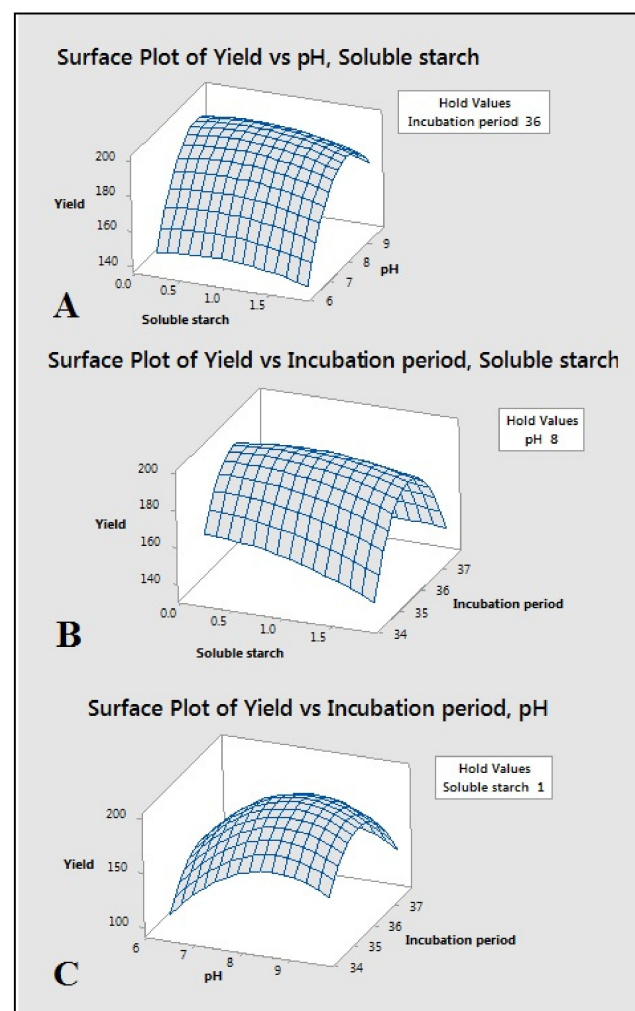 Surface Plot of Yield vs pH, Soluble starch
Hold Values
Incubation period 36
200
180
Yield
160
140
0.0
0.5
1.0
1.5
Soluble starch
6
7
8
9
pH
A
Surface Plot of Yield vs Incubation period, Soluble starch
Hold Values
pH 8
200
180
Yield
160
140
0.0
0.5
1.0
1.5
Soluble starch
34
35
36
37
Incubation period
B
Surface Plot of Yield vs Incubation period, pH
Hold Values
Soluble starch 1
200
Yield
150
100
6
7
8
9
pH
34
35
36
37
Incubation period
C